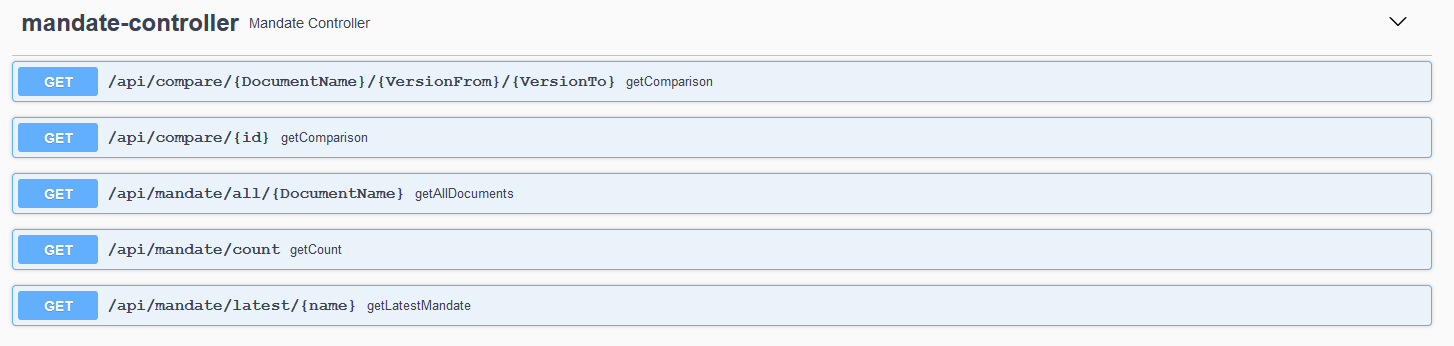 mandate-controller Mandate Controller
GET /api/compare/{DocumentName}/{VersionFrom}/{VersionTo} getComparison
GET /api/compare/{id} getComparison
GET /api/mandate/all/{DocumentName} getAllDocuments
GET /api/mandate/count getCount
GET /api/mandate/latest/{name} getLatestMandate